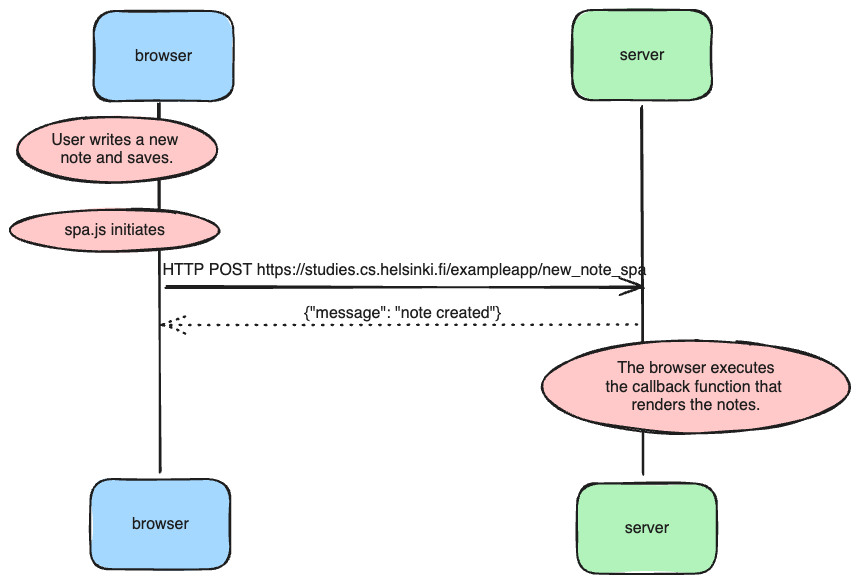 browser
server
User writes a new
note and saves.
spa.js initiates
HTTP POST https://studies.cs.helsinki.fi/exampleapp/new_note_spa
{"message": "note created"}
The browser executes
the callback function that
renders the notes.
browser
server